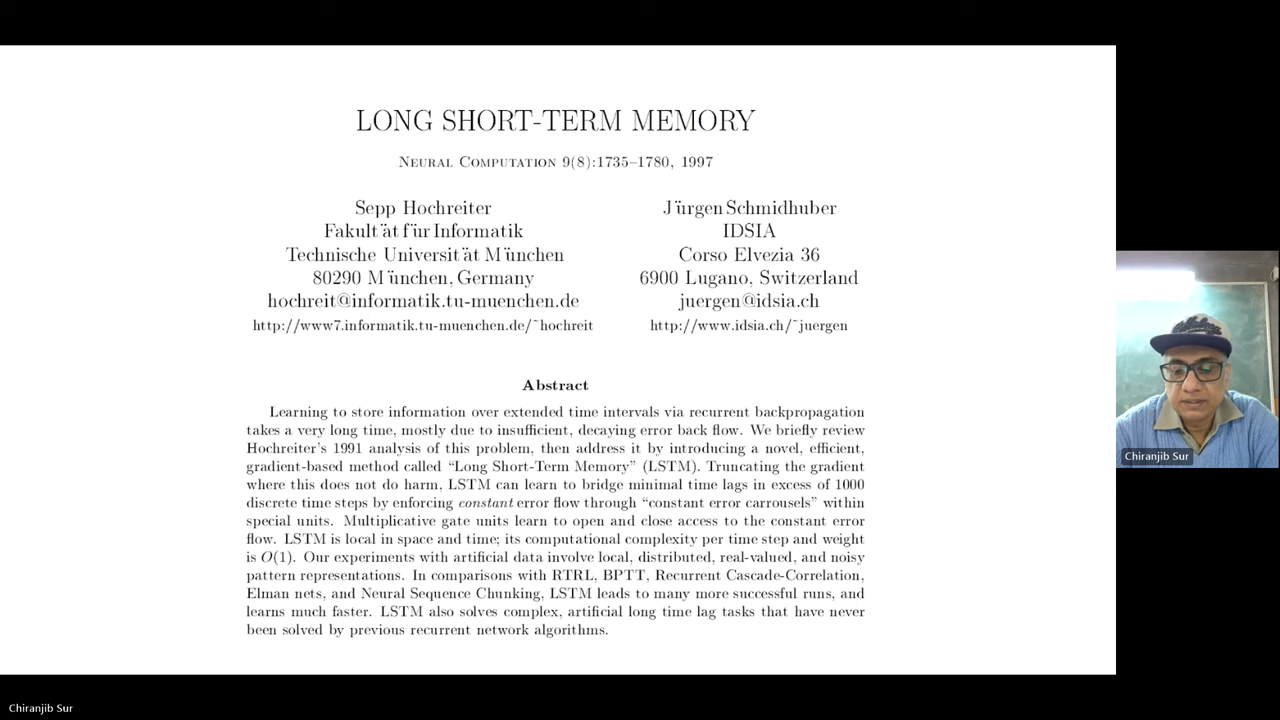 LONG SHORT-TERM MEMORY
NEURAL COMPUTATION 9(8):1735–1780, 1997
Sepp Hochreiter
Fakultät für Informatik
Technische Universität München
80290 München, Germany
hochreit@informatik.tu-muenchen.de
http://www7.informatik.tu-muenchen.de/~hochreit
Jürgen Schmidhuber
IDSIA
Corso Elvezia 36
6900 Lugano, Switzerland
juergen@idsia.ch
http://www.idsia.ch/~juergen
Abstract
Learning to store information over extended time intervals via recurrent backpropagation
takes a very long time, mostly due to insufficient, decaying error back flow. We briefly review
Hochreiter's 1991 analysis of this problem, then address it by introducing a novel, efficient,
gradient-based method called “Long Short-Term Memory” (LSTM). Truncating the gradient
where this does not do harm, LSTM can learn to bridge minimal time lags in excess of 1000
discrete time steps by enforcing constant error flow through “constant error carrousels” within
special units. Multiplicative gate units learn to open and close access to the constant error
flow. LSTM is local in space and time; its computational complexity per time step and weight
is O(1). Our experiments with artificial data involve local, distributed, real-valued, and noisy
pattern representations. In comparisons with RTRL, BPTT, Recurrent Cascade-Correlation,
Elman nets, and Neural Sequence Chunking, LSTM leads to many more successful runs, and
learns much faster. LSTM also solves complex, artificial long time lag tasks that have never
been solved by previous recurrent network algorithms.
Chiranjib Sur
Chiranjib Sur